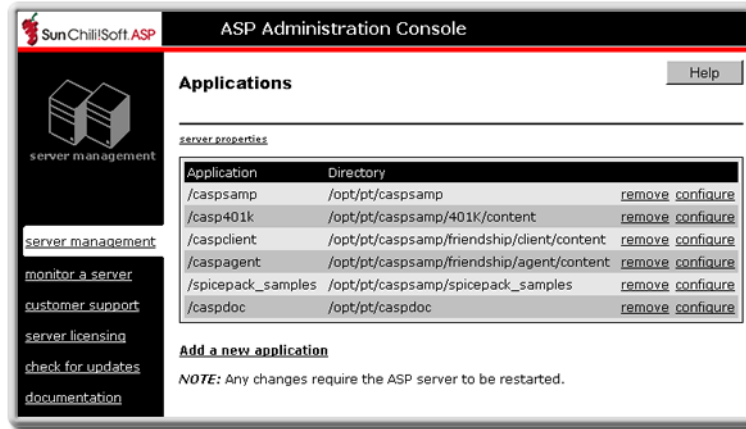 Sun Chili!Soft.ASP ASP Administration Console
Applications Help
server properties
server management
Application Directory
/caspsamp /opt/pt/caspsamp remove configure
/casp401k /opt/pt/caspsamp/401K/content remove configure
/caspclient /opt/pt/caspsamp/friendship/client/content remove configure
/caspagent /opt/pt/caspsamp/friendship/agent/content remove configure
/spicepack_samples /opt/pt/caspsamp/spicepack_samples remove configure
/caspdoc /opt/pt/caspdoc remove configure
server management
monitor a server
customer support
server licensing
check for updates
documentation
Add a new application
NOTE: Any changes require the ASP server to be restarted.